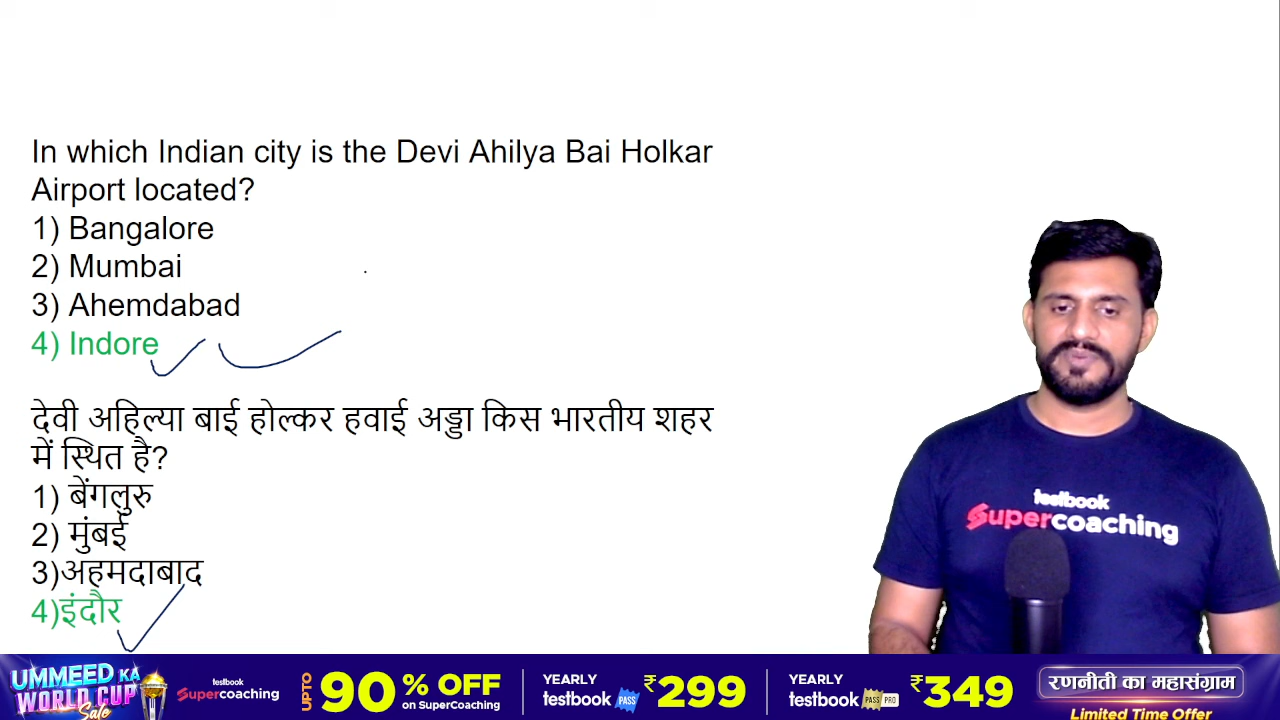 In which Indian city is the Devi Ahilya Bai Holkar
Airport located?
1) Bangalore
2) Mumbai
3) Ahemdabad
4) Indore
देवी अहिल्या बाई होल्कर हवाई अड्डा किस भारतीय शहर
में स्थित है?
1) बेंगलुरु
2) मुंबई
3)अहमदाबाद
4)इंदौर
testbook
Supercoaching
UMMEED KA
WORLD CUP
Sale
testbook
Supercoaching
UPTO 90% OFF
on SuperCoaching
YEARLY
testbook PASS ₹299
YEARLY
testbook PASS PRO ₹349
रणनीती का महासंग्राम
Limited Time Offer